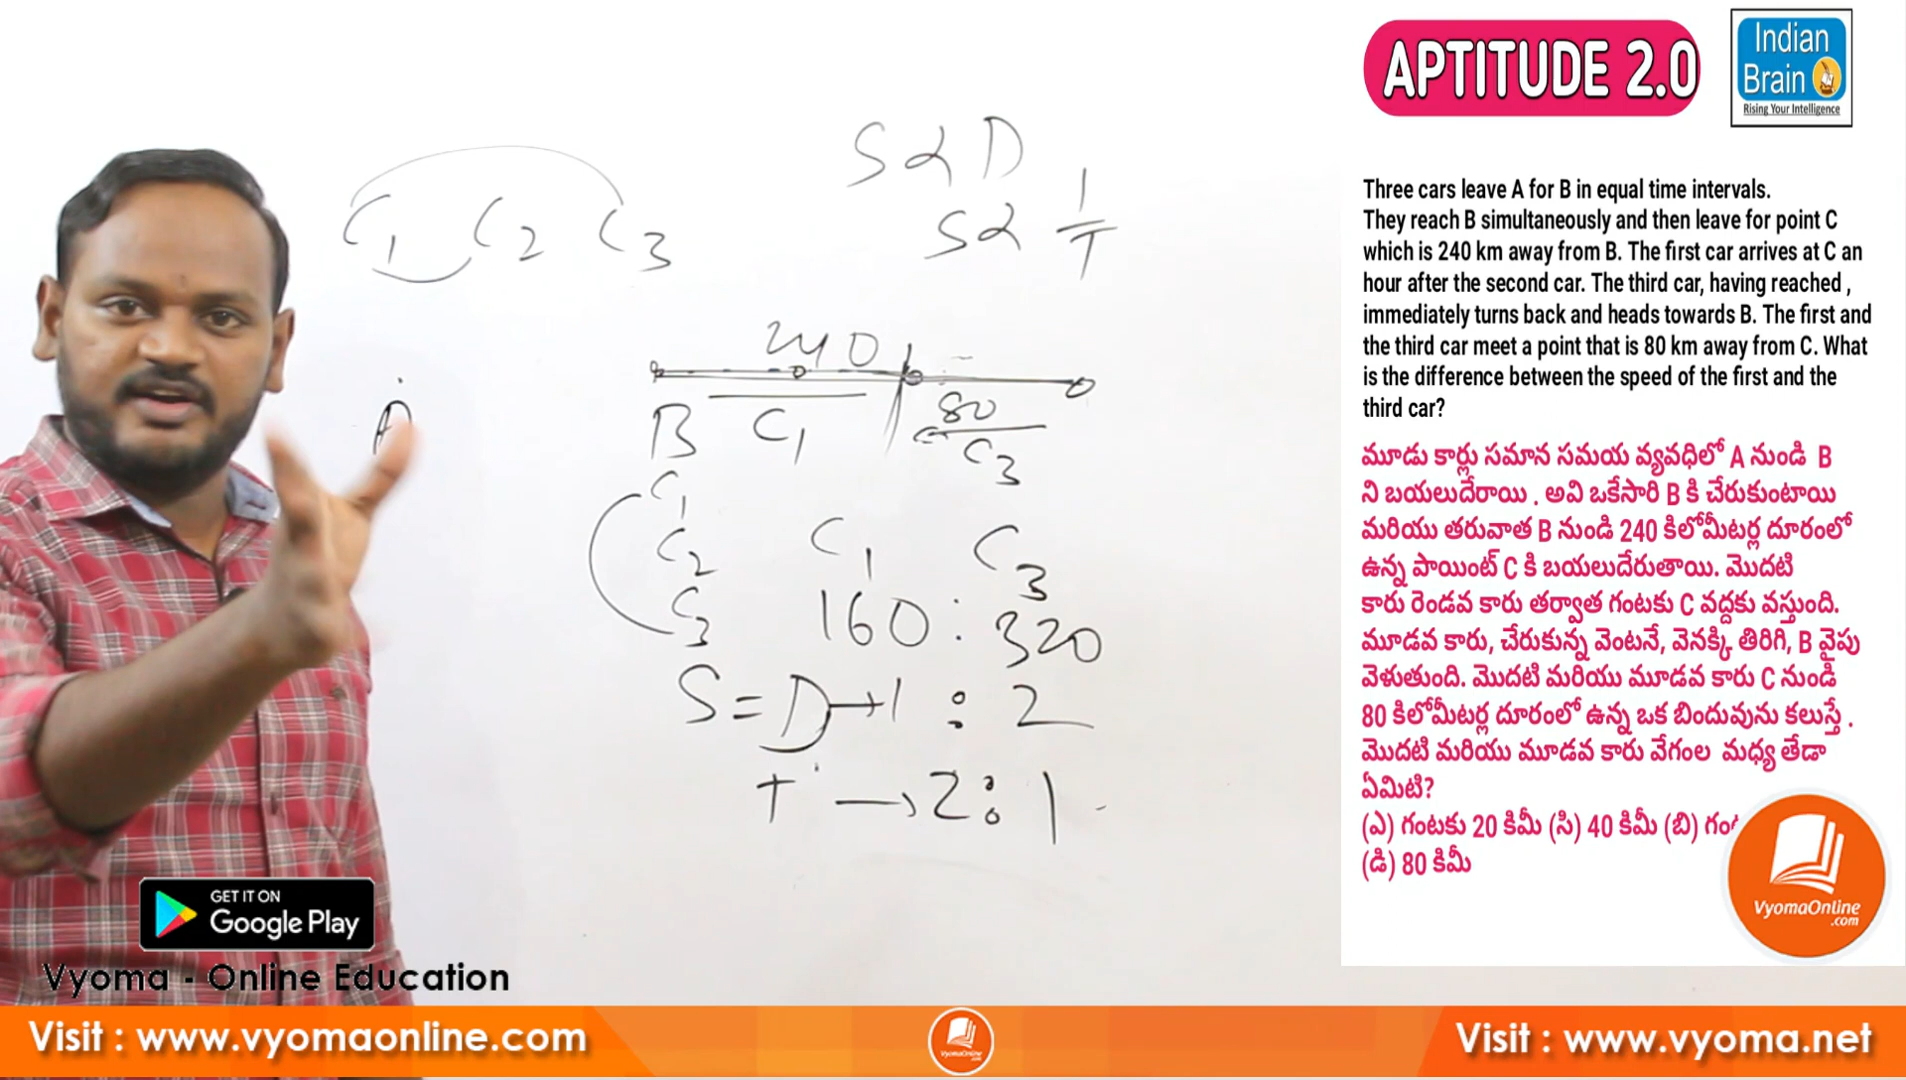 APTITUDE 2.0
Indian
Brain
Rising Your Intelligence
C1 C2 C3
S α D
S α 1/T
Three cars leave A for B in equal time intervals.
They reach B simultaneously and then leave for point C
which is 240 km away from B. The first car arrives at C an
hour after the second car. The third car, having reached ,
immediately turns back and heads towards B. The first and
the third car meet a point that is 80 km away from C. What
is the difference between the speed of the first and the
third car?
240
A
B C1 80
C3
C1
C2 C1 C3
C3 160 : 320
S = D → 1 : 2
T → 2 : 1
మూడు కార్లు సమాన సమయ వ్యవధిలో A నుండి B
ని బయలుదేరాయి . అవి ఒకేసారి B కి చేరుకుంటాయి
మరియు తరువాత B నుండి 240 కిలోమీటర్ల దూరంలో
ఉన్న పాయింట్ C కి బయలుదేరుతాయి. మొదటి
కారు రెండవ కారు తర్వాత గంటకు C వద్దకు వస్తుంది.
మూడవ కారు, చేరుకున్న వెంటనే, వెనక్కి తిరిగి, B వైపు
వెళుతుంది. మొదటి మరియు మూడవ కారు C నుండి
80 కిలోమీటర్ల దూరంలో ఉన్న ఒక బిందువును కలుస్తే .
మొదటి మరియు మూడవ కారు వేగంల మధ్య తేడా
ఏమిటి?
(ఎ) గంటకు 20 కిమీ (సి) 40 కిమీ (బి)
(డి) 80 కిమీ
VyomaOnline
.com
GET IT ON
Google Play
Vyoma - Online Education
Visit : www.vyomaonline.com
VyomaOnline
Visit : www.vyoma.net